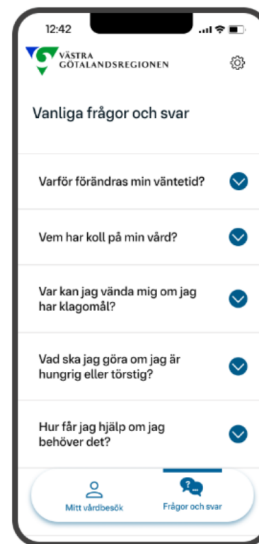 12:42
VÄSTRA
GÖTALANDSREGIONEN
Vanliga frågor och svar
Varför förändras min väntetid?
Vem har koll på min vård?
Var kan jag vända mig om jag
har klagomål?
Vad ska jag göra om jag är
hungrig eller törstig?
Hur får jag hjälp om jag
behöver det?
Mitt vårdbesök
Frågor och svar